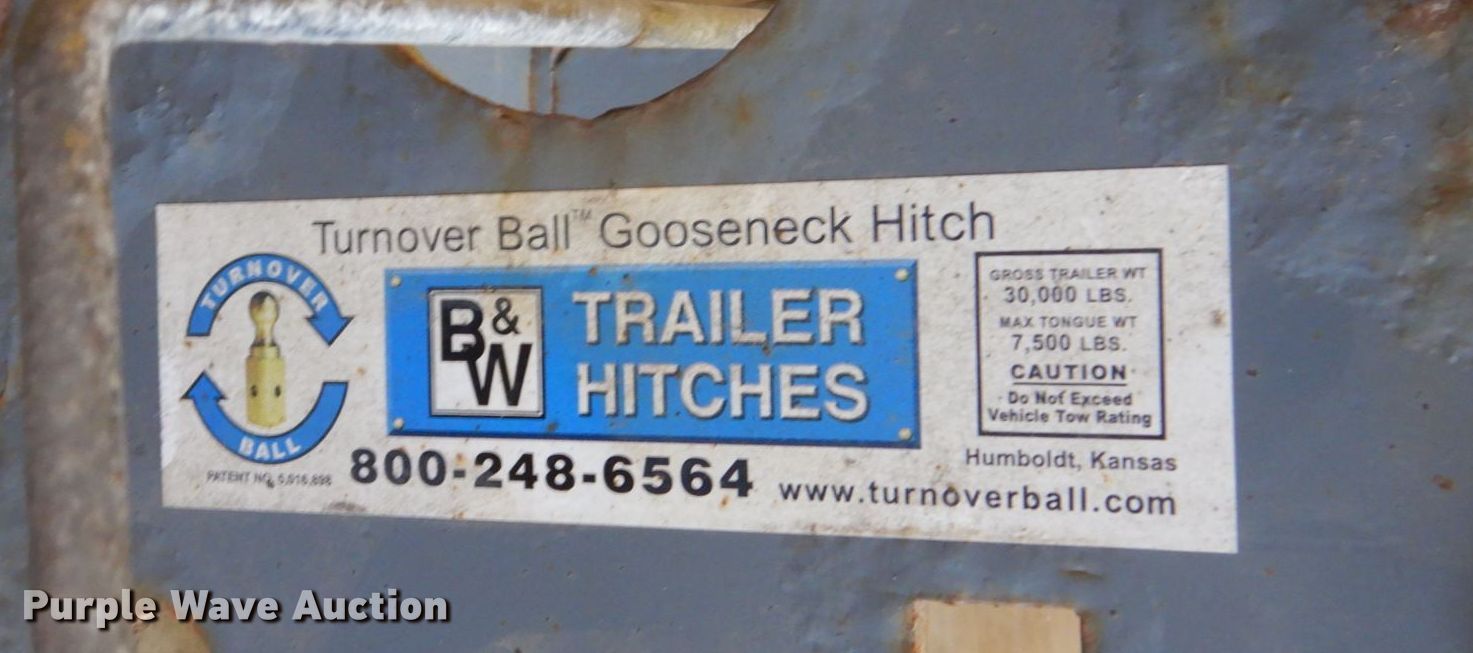 Turnover Ball™ Gooseneck Hitch
TURNOVER
BALL
B&W
TRAILER
HITCHES
GROSS TRAILER WT
30,000 LBS.
MAX TONGUE WT
7,500 LBS.
CAUTION
Do Not Exceed
Vehicle Tow Rating
PATENT NO.
800-248-6564
Humboldt, Kansas
www.turnoverball.com
Purple Wave Auction